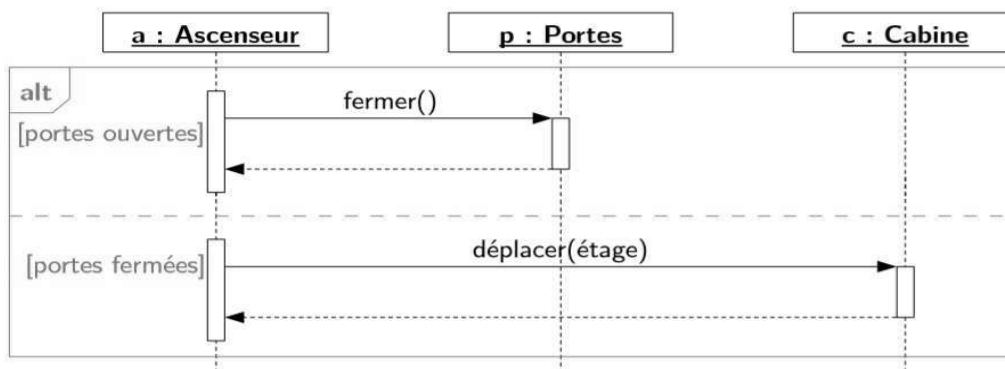 a : Ascenseur
p : Portes
c : Cabine
alt
fermer()
[portes ouvertes]
déplacer(étage)
[portes fermées]